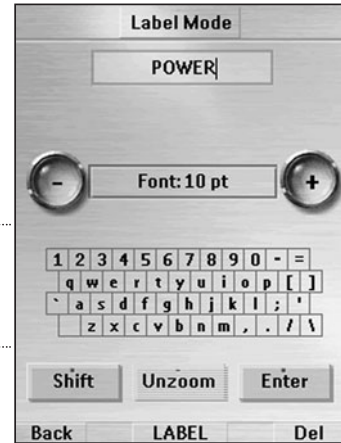 Label Mode
POWER
- Font: 10 pt +
1 2 3 4 5 6 7 8 9 0 - =
q w e r t y u i o p [ ]
` a s d f g h j k l ; '
z x c v b n m , . / \
Shift Unzoom Enter
Back LABEL Del